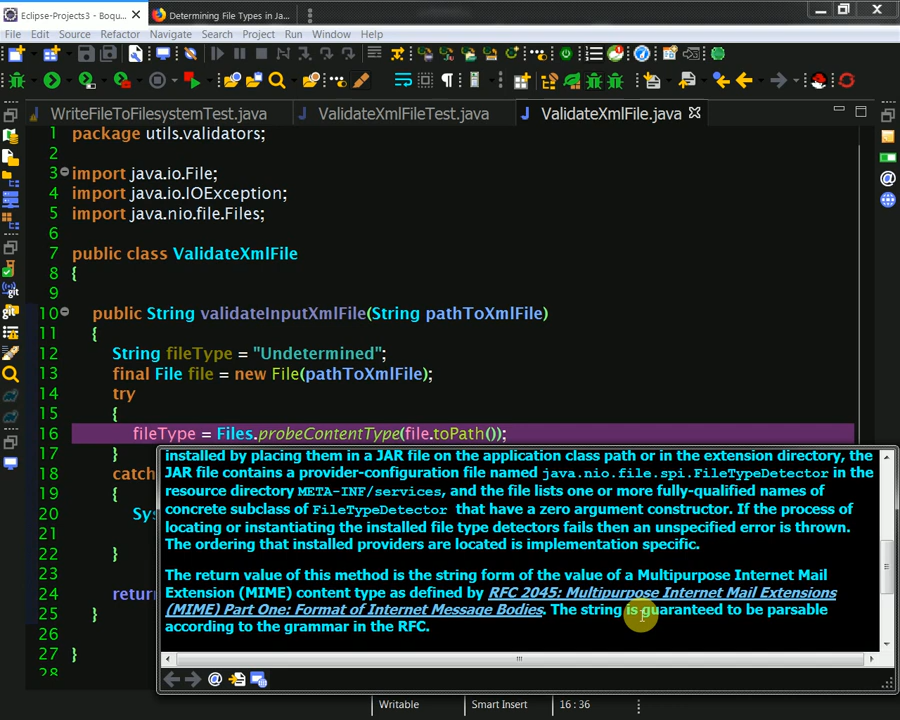 Eclipse-Projects3 - Boqu...
Determining File Types in Ja...
File Edit Source Refactor Navigate Search Project Run Window Help
WriteFileToFilesystemTest.java ValidateXmlFileTest.java ValidateXmlFile.java
1 package utils.validators;
2
3 import java.io.File;
4 import java.io.IOException;
5 import java.nio.file.Files;
6
7 public class ValidateXmlFile
8 {
9
10 public String validateInputXmlFile(String pathToXmlFile)
11 {
12 String fileType = "Undetermined";
13 final File file = new File(pathToXmlFile);
14 try
15 {
16 fileType = Files.probeContentType(file.toPath());
17 }
18 catch
19 {
20 Sys
21
22 }
23
24 retur
25 }
26
27 }
28
installed by placing them in a JAR file on the application class path or in the extension directory, the
JAR file contains a provider-configuration file named java.nio.file.spi.FileTypeDetector in the
resource directory META-INF/services, and the file lists one or more fully-qualified names of
concrete subclass of FileTypeDetector that have a zero argument constructor. If the process of
locating or instantiating the installed file type detectors fails then an unspecified error is thrown.
The ordering that installed providers are located is implementation specific.
The return value of this method is the string form of the value of a Multipurpose Internet Mail
Extension (MIME) content type as defined by RFC 2045: Multipurpose Internet Mail Extensions
(MIME) Part One: Format of Internet Message Bodies. The string is guaranteed to be parsable
according to the grammar in the RFC.
Writable Smart Insert 16 : 36